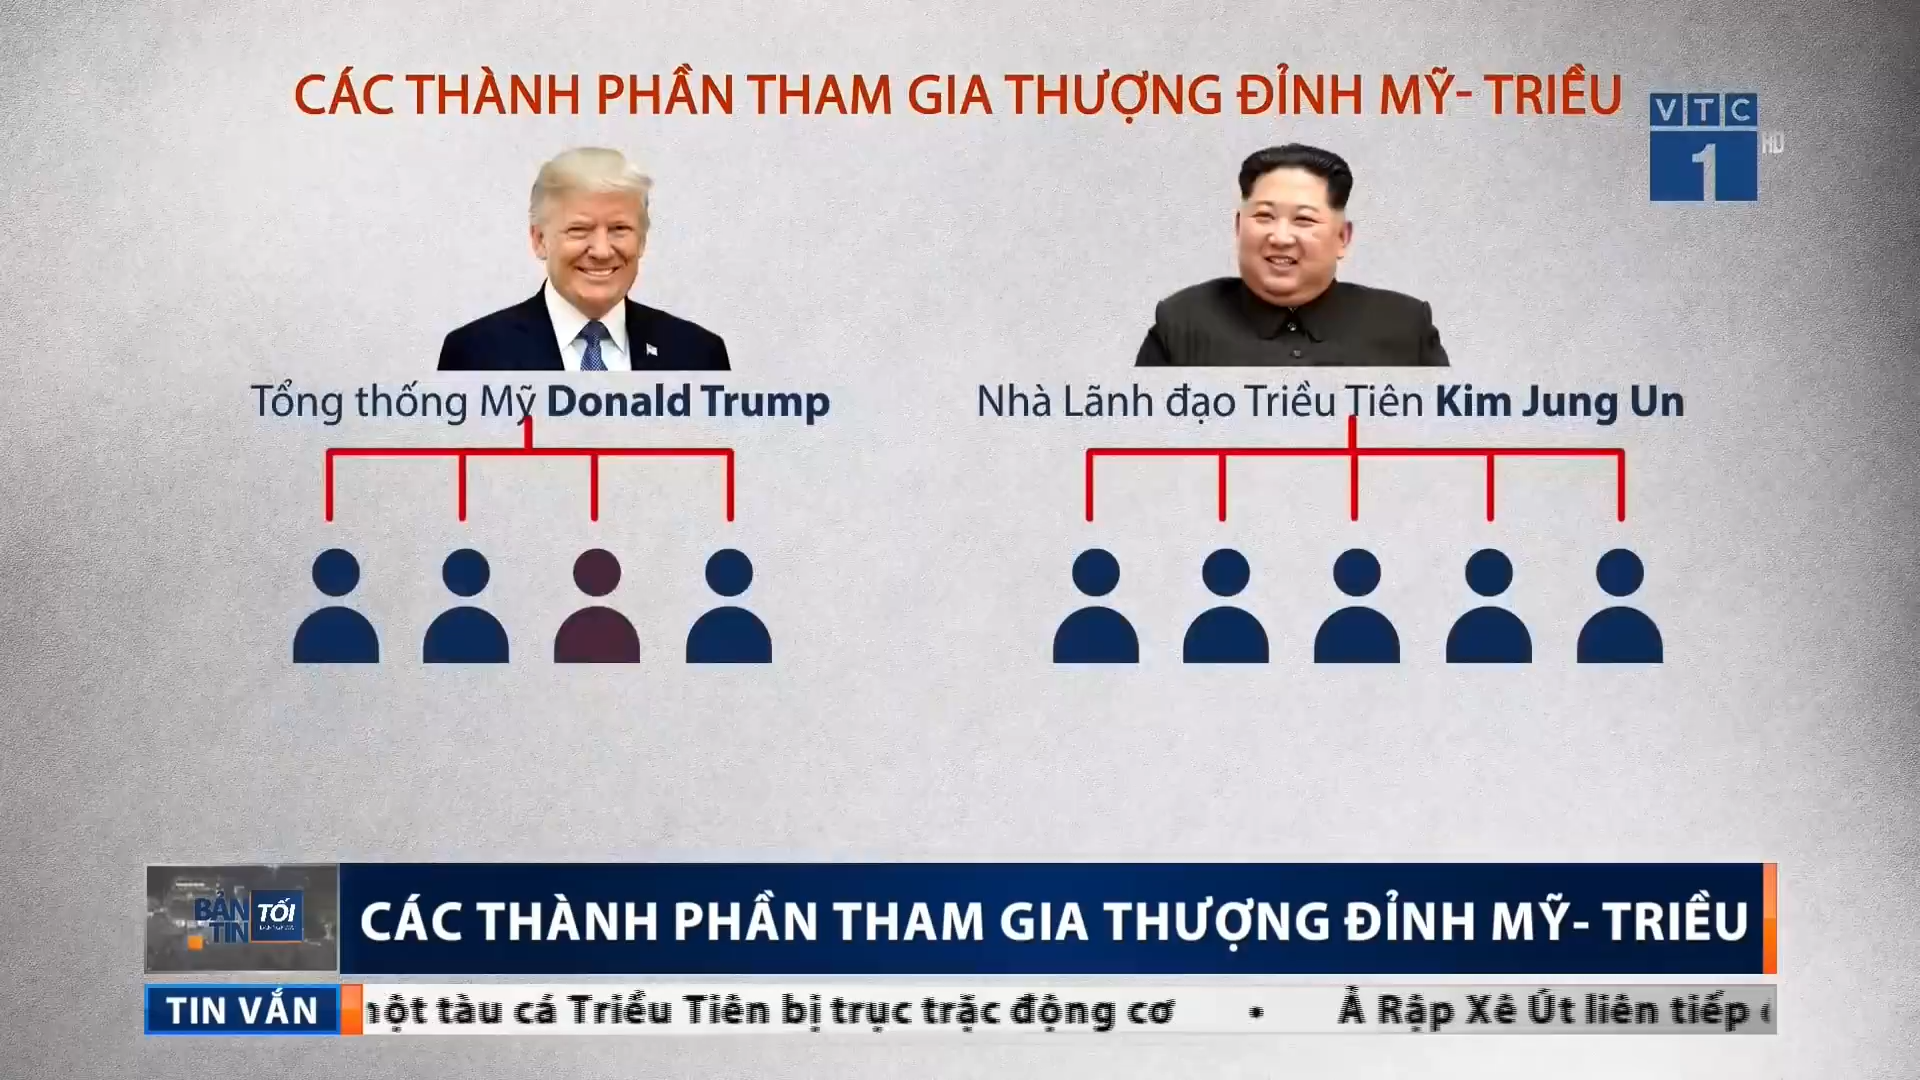 CÁC THÀNH PHẦN THAM GIA THƯỢNG ĐỈNH MỸ- TRIỀU
VTC
1 HD
Tổng thống Mỹ Donald Trump
Nhà Lãnh đạo Triều Tiên Kim Jung Un
BẢN TIN TỐI
CÁC THÀNH PHẦN THAM GIA THƯỢNG ĐỈNH MỸ- TRIỀU
TIN VẮN
một tàu cá Triều Tiên bị trục trặc động cơ • Ả Rập Xê Út liên tiếp